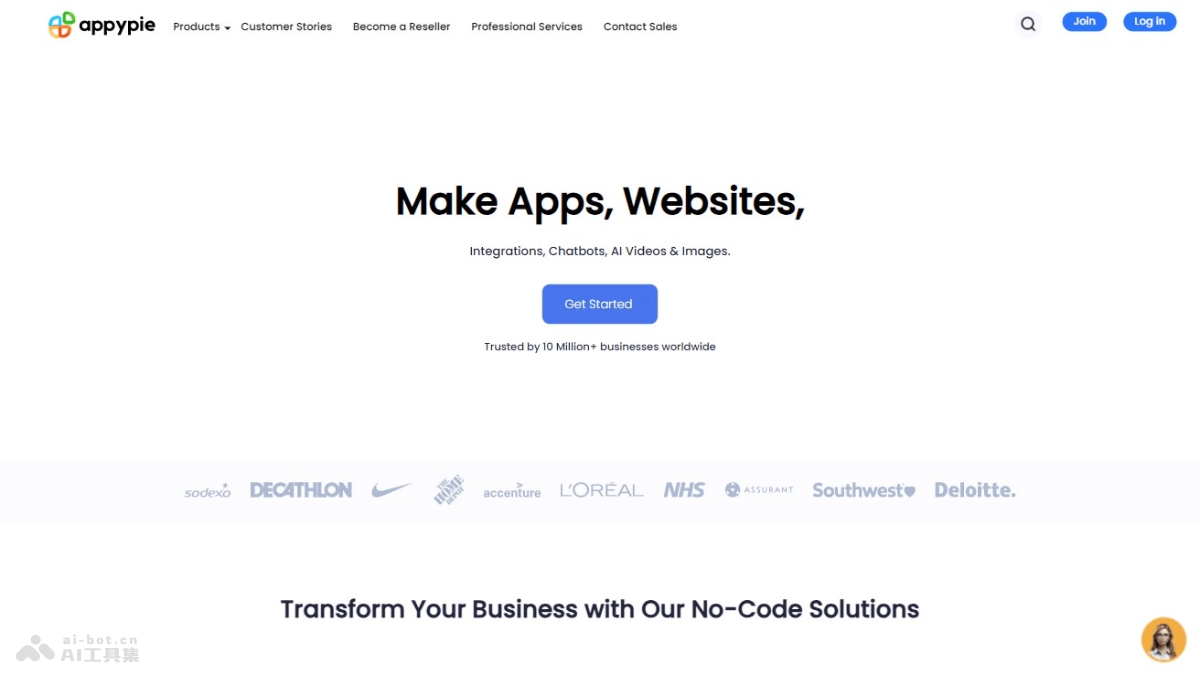 appypie Products Customer Stories Become a Reseller Professional Services Contact Sales Join Log in
Make Apps, Websites,
Integrations, Chatbots, AI Videos & Images.
Get Started
Trusted by 10 Million+ businesses worldwide
sodexo DECATHLON THE HOME DEPOT accenture L'ORÉAL NHS ASSURANT Southwest Deloitte.
Transform Your Business with Our No-Code Solutions
ai-bot.cn
AI工具集